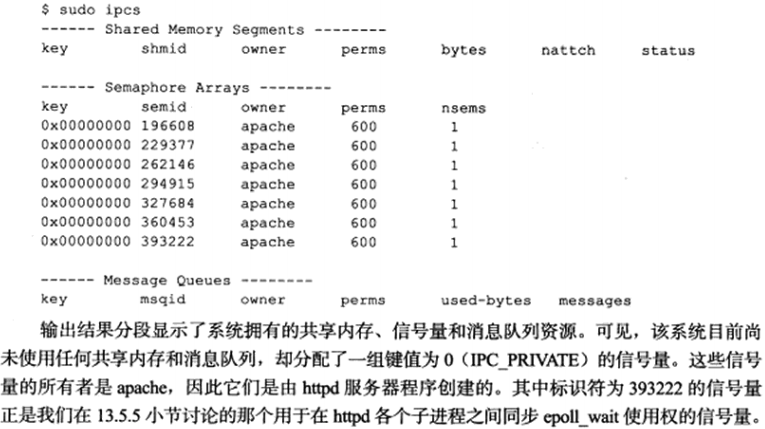 $ sudo ipcs
------ Shared Memory Segments --------
key shmid owner perms bytes nattch status
------ Semaphore Arrays --------
key semid owner perms nsems
0x00000000 196608 apache 600 1
0x00000000 229377 apache 600 1
0x00000000 262146 apache 600 1
0x00000000 294915 apache 600 1
0x00000000 327684 apache 600 1
0x00000000 360453 apache 600 1
0x00000000 393222 apache 600 1
------ Message Queues --------
key msqid owner perms used-bytes messages
输出结果分段显示了系统拥有的共享内存、信号量和消息队列资源。可见，该系统目前尚
未使用任何共享内存和消息队列，却分配了一组键值为 0（IPC_PRIVATE）的信号量。这些信号
量的所有者是 apache，因此它们是由 httpd 服务器程序创建的。其中标识符为 393222 的信号量
正是我们在 13.5.5 小节讨论的那个用于在 httpd 各个子进程之间同步 epoll_wait 使用权的信号量。